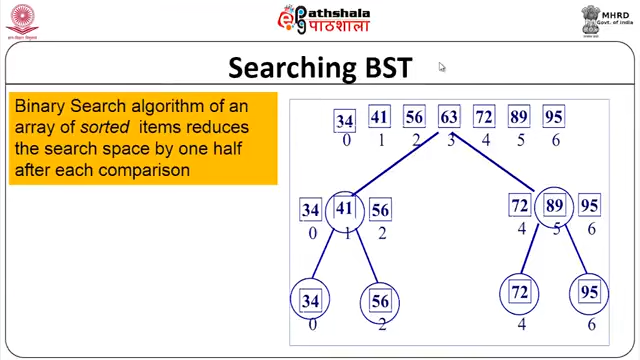 Pathshala
पाठशाला
MHRD
Govt. of India
Searching BST
Binary Search algorithm of an
array of sorted items reduces
the search space by one half
after each comparison
34 41 56 63 72 89 95
0 1 2 3 4 5 6
34 41 56 72 89 95
0 1 2 4 5 6
34 56 72 95
0 2 4 6